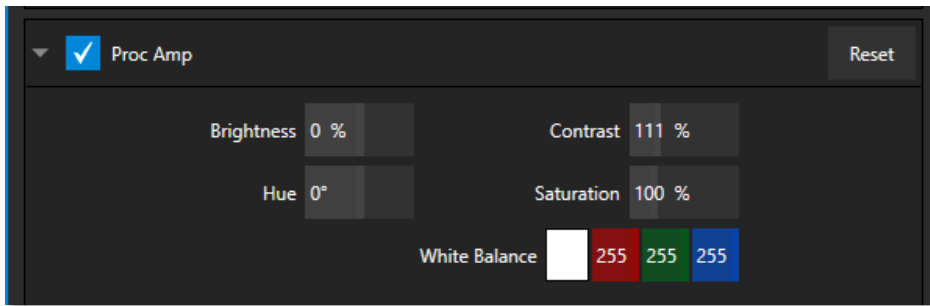 Proc Amp Reset
Brightness 0 % Contrast 111 %
Hue 0° Saturation 100 %
White Balance 255 255 255